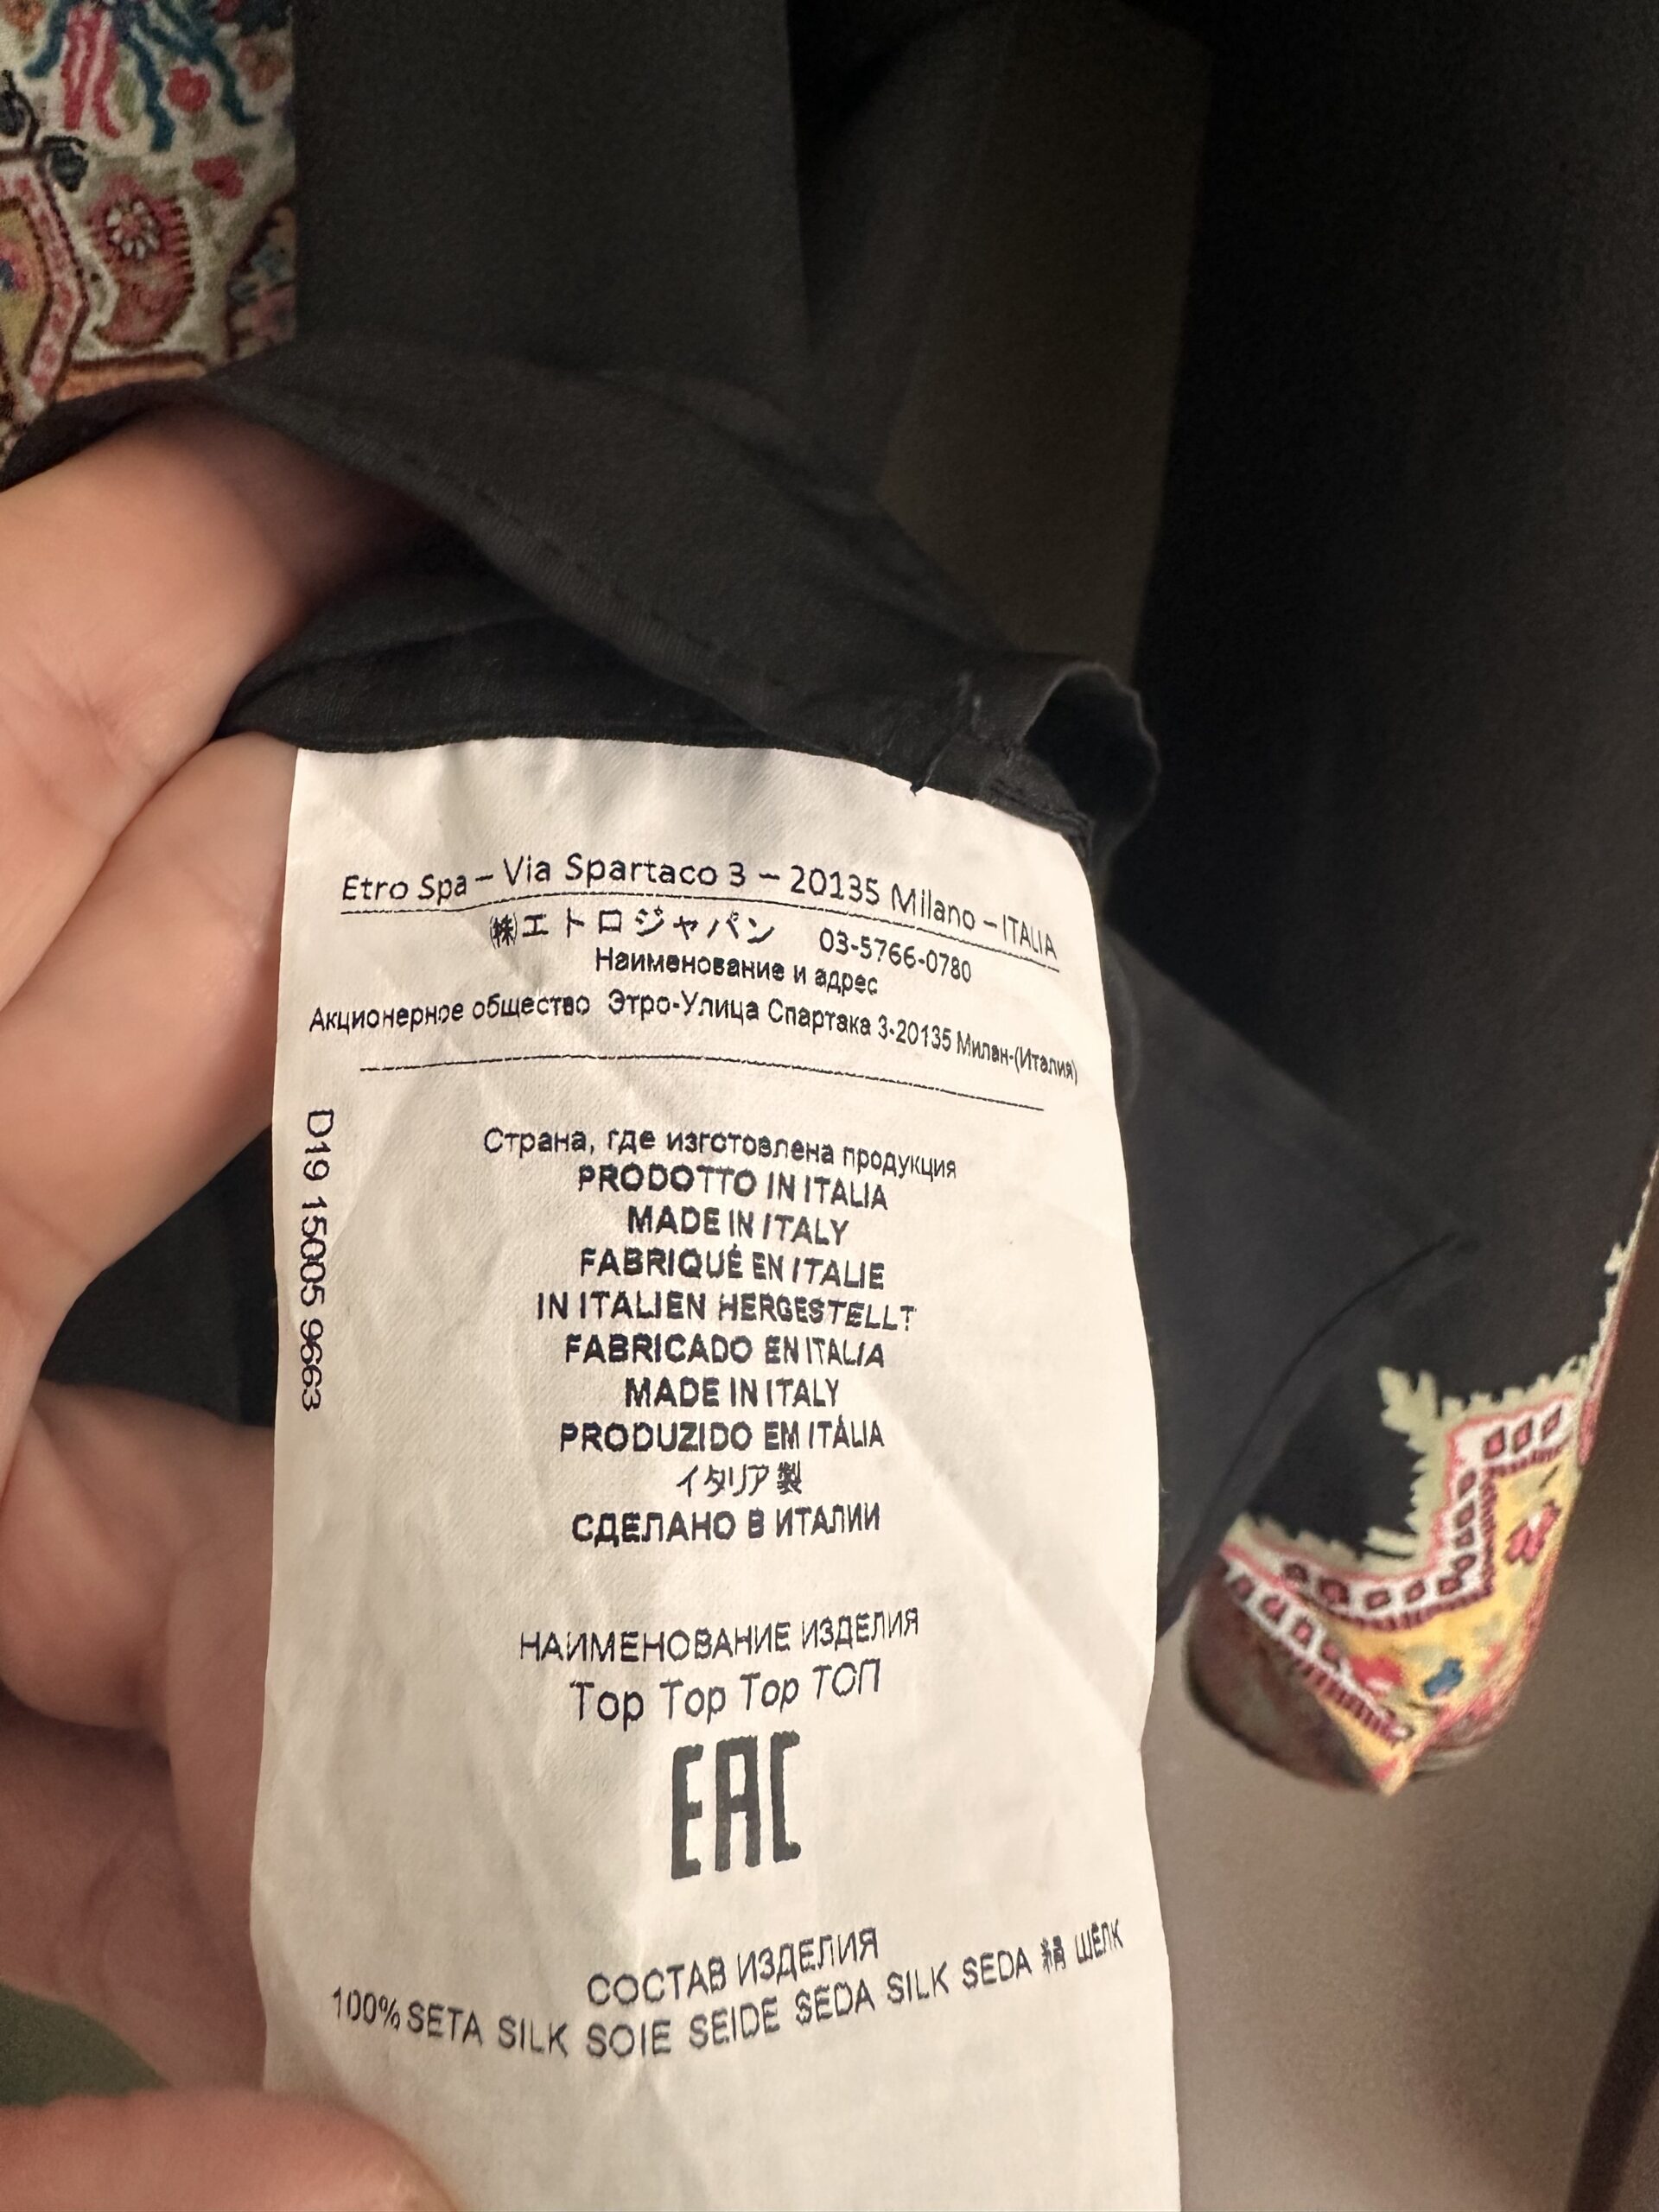 Etro Spa – Via Spartaco 3 – 20135 Milano – ITALIA
㈱エトロジャパン 03-5766-0780
Наименование и адрес
Акционерное общество Этро-Улица Спартака 3-20135 Милан-(Италия)
D19 15005 9663
Страна, где изготовлена продукция
PRODOTTO IN ITALIA
MADE IN ITALY
FABRIQUÉ EN ITALIE
IN ITALIEN HERGESTELLT
FABRICADO EN ITALIA
MADE IN ITALY
PRODUZIDO EM ITÁLIA
イタリア製
СДЕЛАНО В ИТАЛИИ
НАИМЕНОВАНИЕ ИЗДЕЛИЯ
Top Top Top ТОП
EAC
СОСТАВ ИЗДЕЛИЯ
100% SETA SILK SOIE SEIDE SEDA SILK SEDA 絹 ШЁЛК